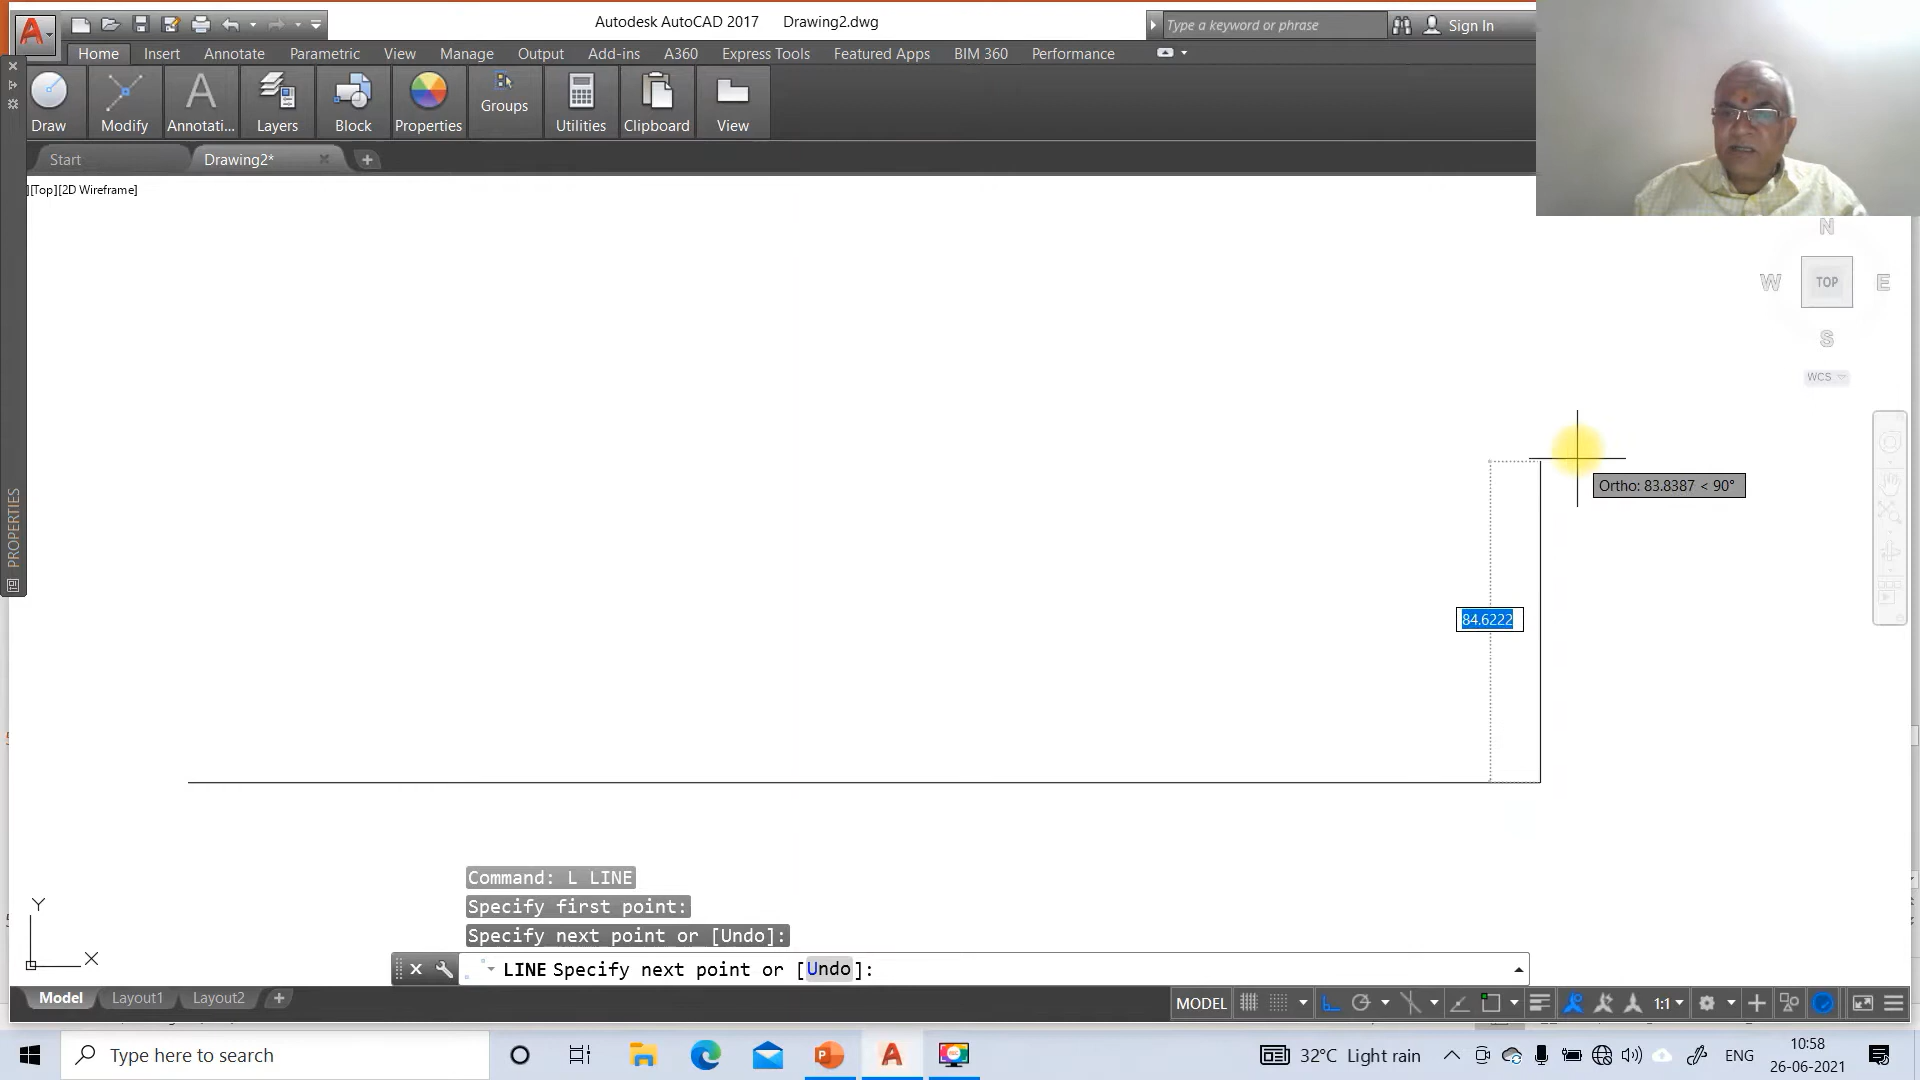 Autodesk AutoCAD 2017 Drawing2.dwg
Type a keyword or phrase
Sign In
Home Insert Annotate Parametric View Manage Output Add-ins A360 Express Tools Featured Apps BIM 360 Performance
Draw Modify Annotati... Layers Block Properties Groups Utilities Clipboard View
Start Drawing2*
][Top][2D Wireframe]
N
W TOP E
S
WCS
PROPERTIES
Ortho: 83.8387 < 90°
84.6222
Command: L LINE
Specify first point:
Specify next point or [Undo]:
LINE Specify next point or [Undo]:
Y
X
Model Layout1 Layout2
MODEL 1:1
Type here to search
32°C Light rain ENG
10:58
26-06-2021